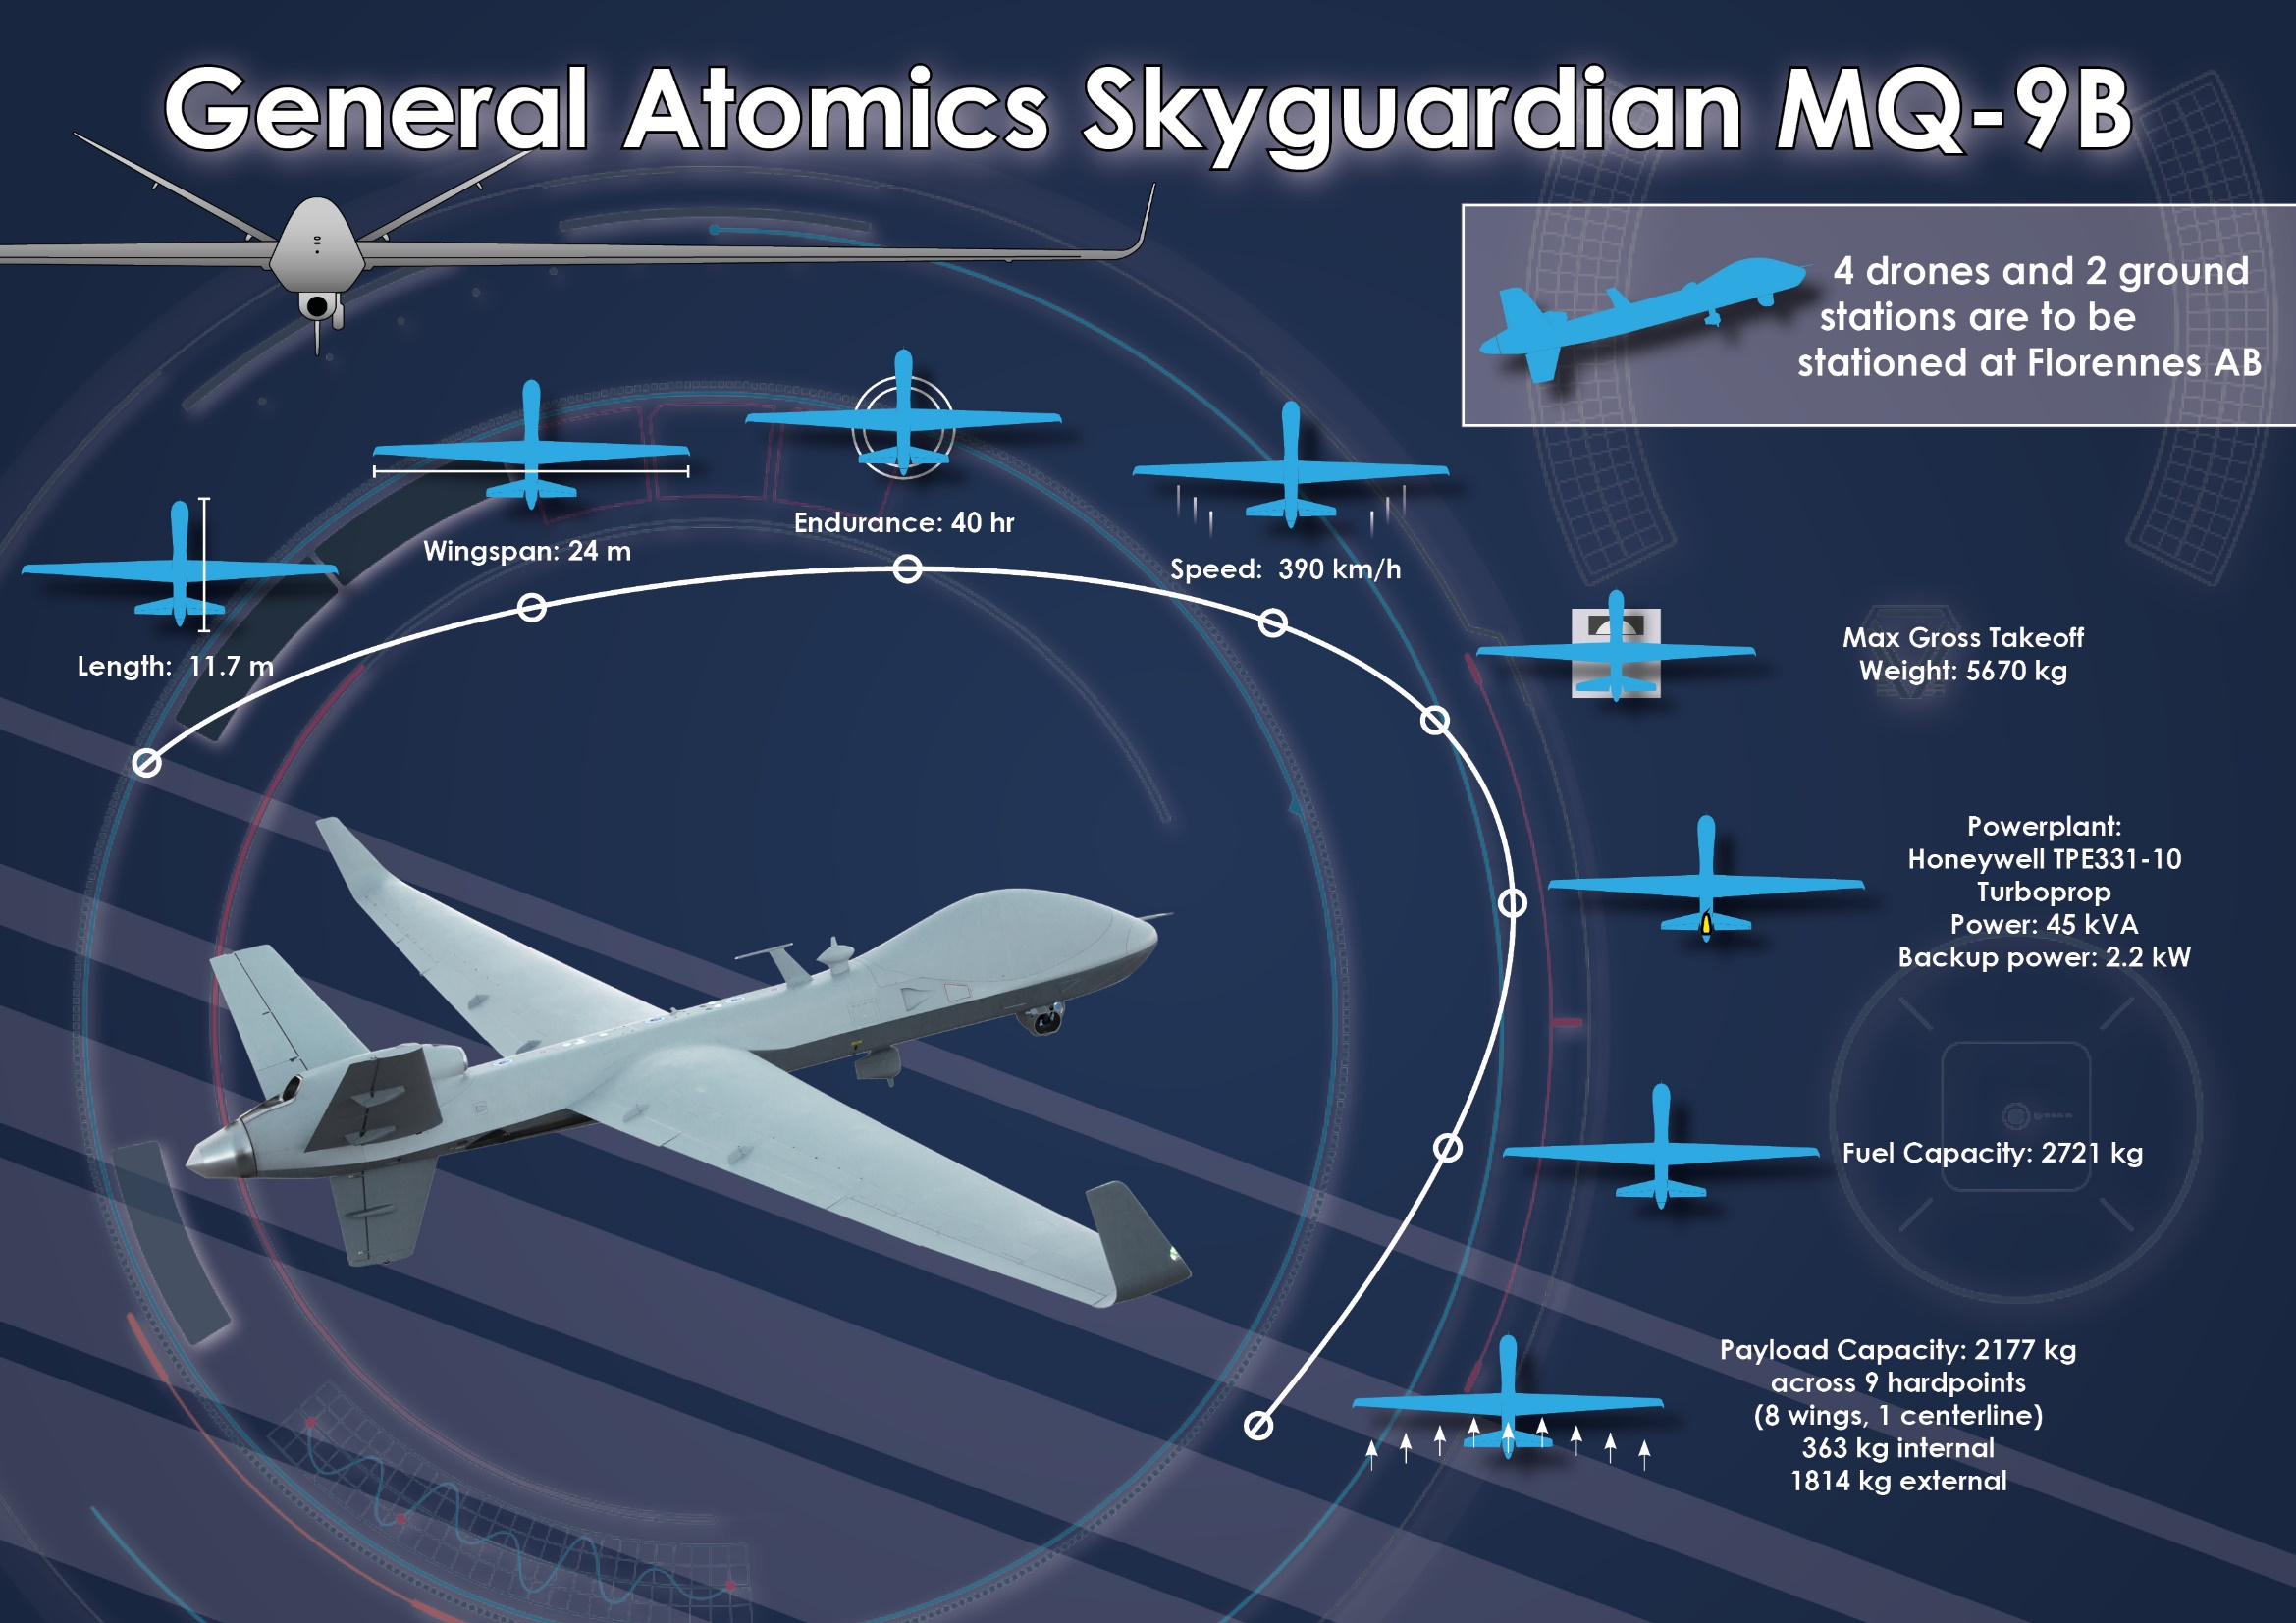 General Atomics Skyguardian MQ-9B
4 drones and 2 ground
stations are to be
stationed at Florennes AB
Length: 11.7 m
Wingspan: 24 m
Endurance: 40 hr
Speed: 390 km/h
Max Gross Takeoff
Weight: 5670 kg
Powerplant:
Honeywell TPE331-10
Turboprop
Power: 45 kVA
Backup power: 2.2 kW
Fuel Capacity: 2721 kg
Payload Capacity: 2177 kg
across 9 hardpoints
(8 wings, 1 centerline)
363 kg internal
1814 kg external